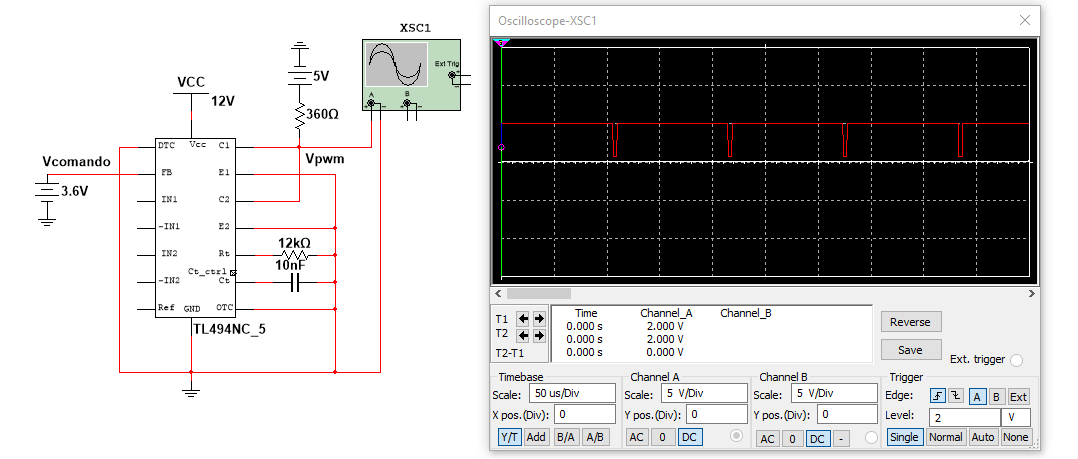 XSC1
Ext Trig
A
B
5V
360Ω
VCC
12V
Vcomando
3.6V
Vpwm
DTC Vcc C1
FB E1
IN1 C2
-IN1 E2
IN2 Rt
Ct_ctrl
-IN2 Ct
Ref GND OTC
12kΩ
10nF
TL494NC_5
Oscilloscope-XSC1
Time Channel_A Channel_B
T1 0.000 s 2.000 V
T2 0.000 s 2.000 V
T2-T1 0.000 s 0.000 V
Reverse
Save
Ext. trigger
Timebase
Scale: 50 us/Div
X pos.(Div): 0
Y/T Add B/A A/B
Channel A
Scale: 5 V/Div
Y pos.(Div): 0
AC 0 DC
Channel B
Scale: 5 V/Div
Y pos.(Div): 0
AC 0 DC -
Trigger
Edge: A B Ext
Level: 2 V
Single Normal Auto None